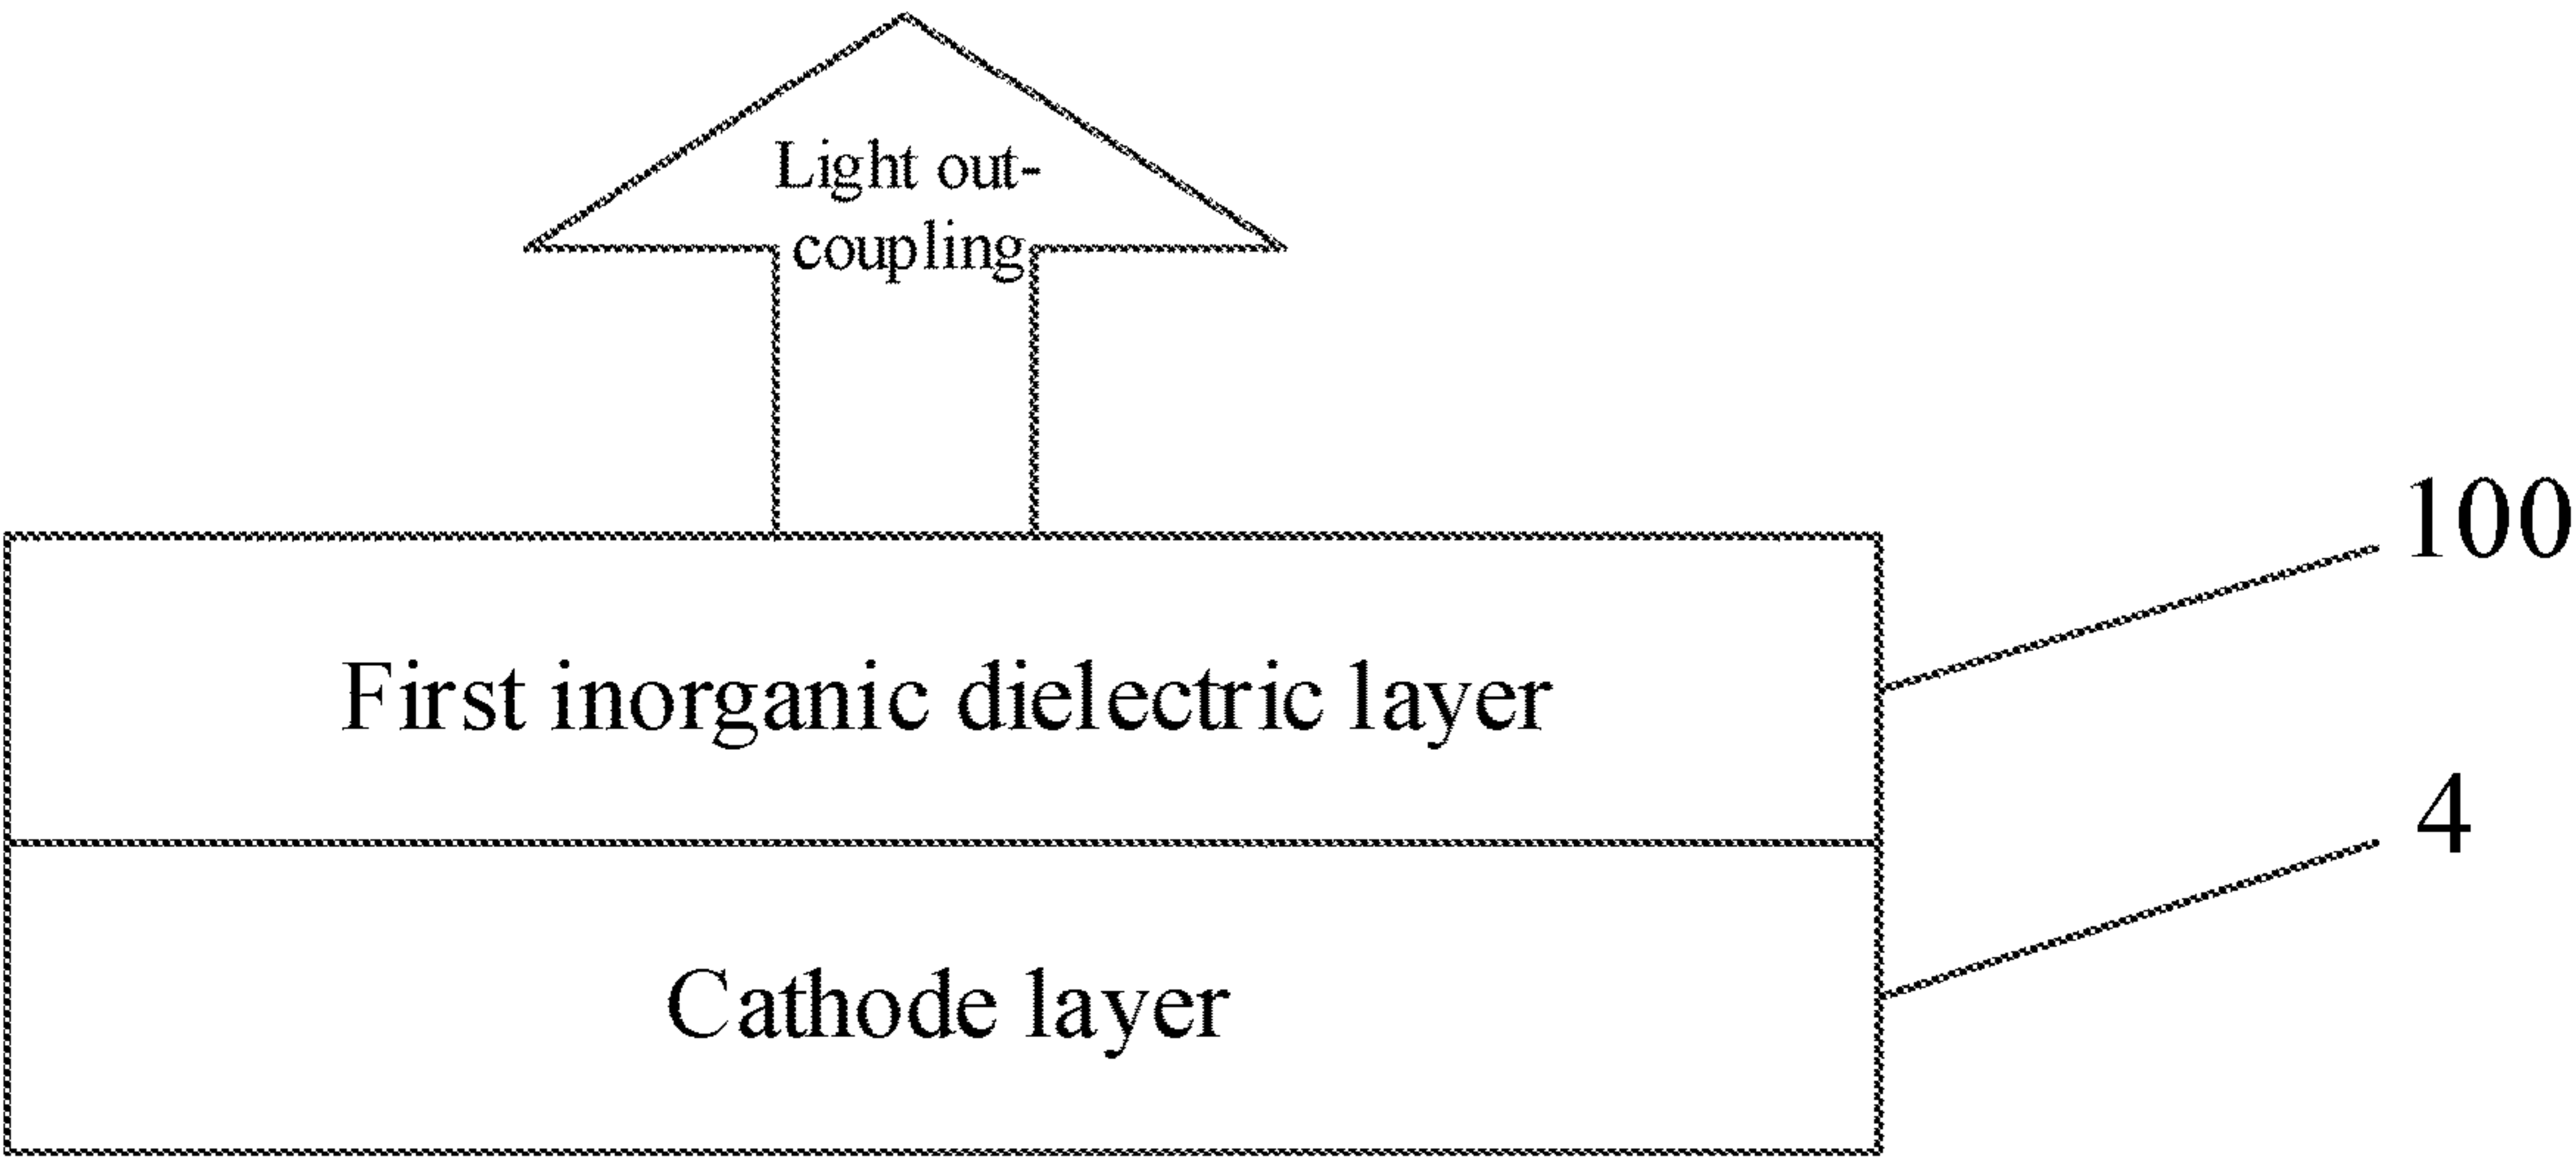 Light out-
coupling
100
First inorganic dielectric layer
4
Cathode layer